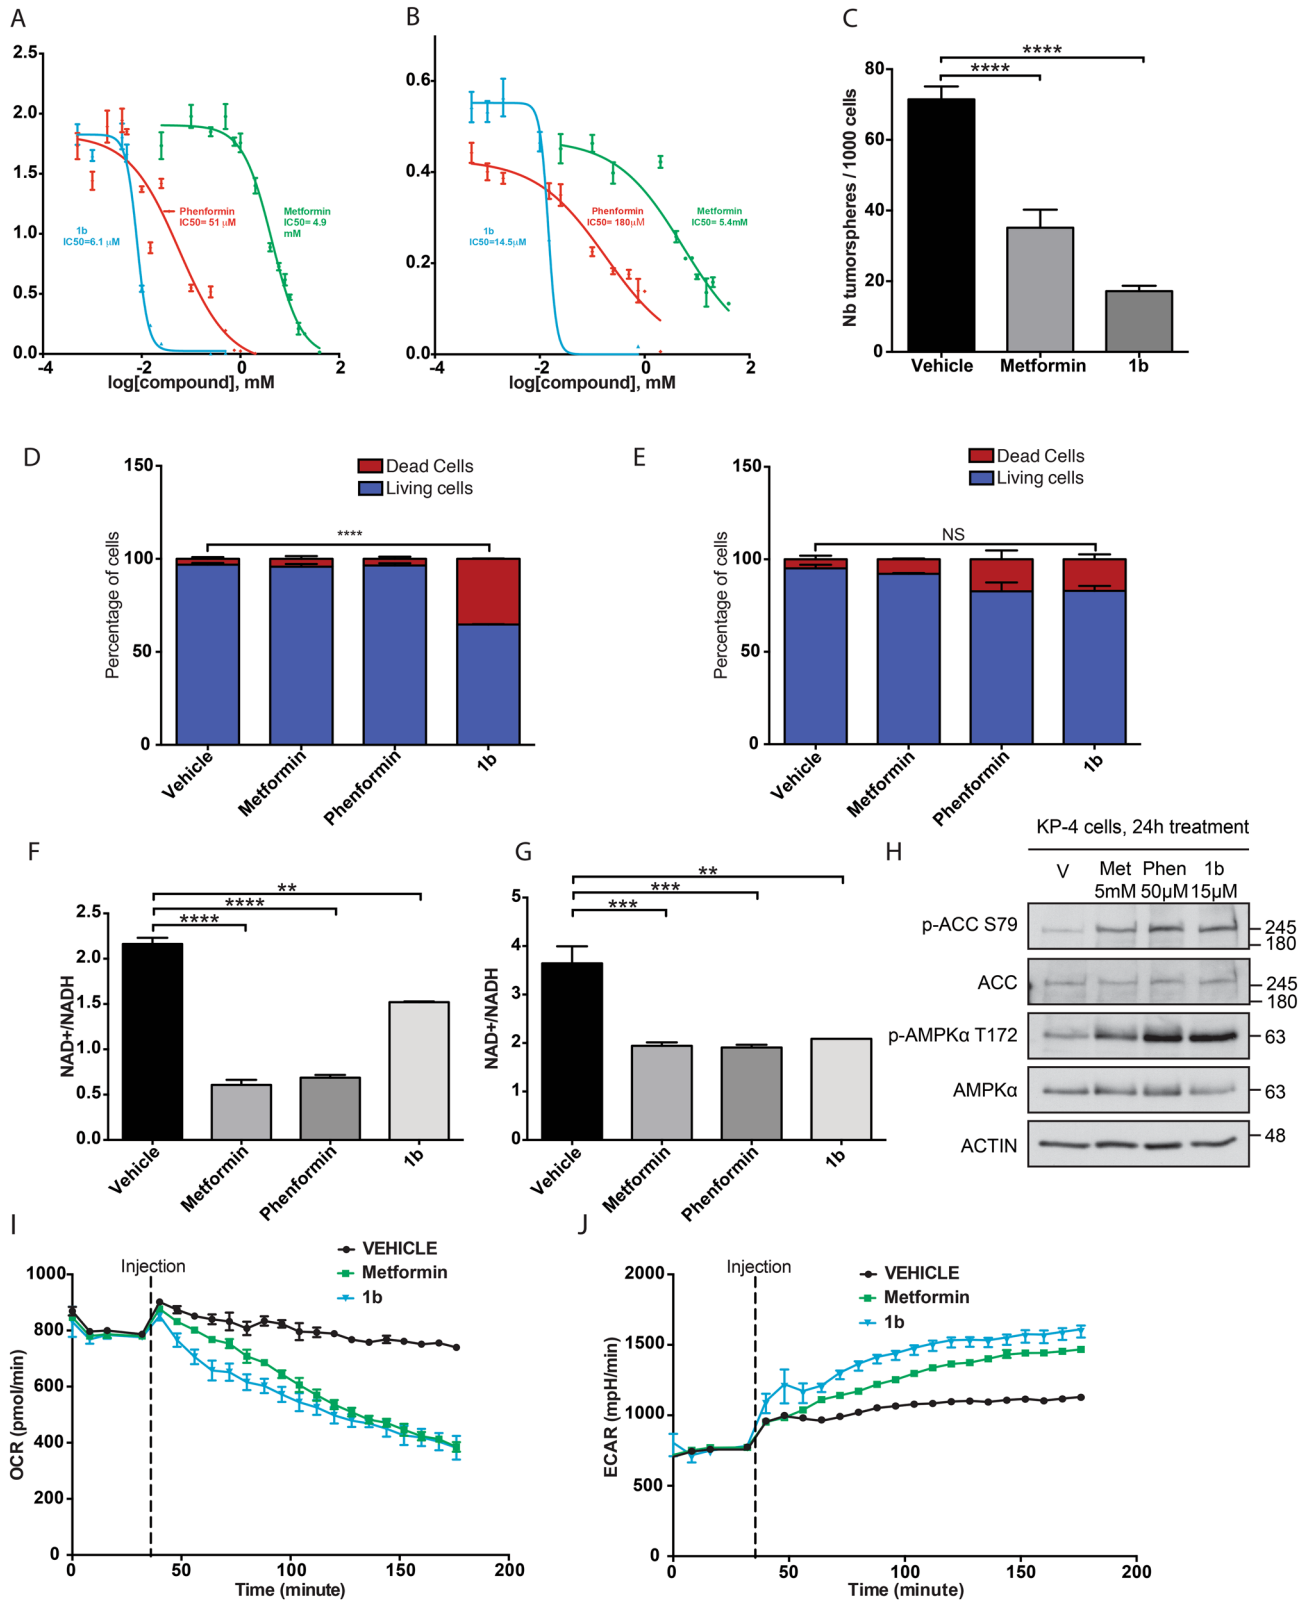 A
2.5
2.0
1.5
1.0
0.5
0.0
-4
-2
0
2
log[compound], mM
1b
IC50=6.1 μM
Phenformin
IC50= 51 μM
Metformin
IC50= 4.9
mM
B
0.6
0.4
0.2
0.0
-4
-2
0
2
log[compound], mM
1b
IC50=14.5μM
Phenformin
IC50= 180μM
Metformin
IC50= 5.4mM
C
Nb tumorspheres / 1000 cells
80
60
40
20
0
****
****
Vehicle
Metformin
1b
D
Percentage of cells
150
100
50
0
Dead Cells
Living cells
****
Vehicle
Metformin
Phenformin
1b
E
Percentage of cells
150
100
50
0
Dead Cells
Living cells
NS
Vehicle
Metformin
Phenformin
1b
F
NAD+/NADH
2.5
2.0
1.5
1.0
0.5
0.0
**
****
****
Vehicle
Metformin
Phenformin
1b
G
NAD+/NADH
5
4
3
2
1
0
**
***
***
Vehicle
Metformin
Phenformin
1b
H
KP-4 cells, 24h treatment
V Met Phen 1b
5mM 50μM 15μM
p-ACC S79
245
180
ACC
245
180
p-AMPKα T172
63
AMPKα
63
ACTIN
48
I
OCR (pmol/min)
1000
800
600
400
200
0
Injection
VEHICLE
Metformin
1b
0
50
100
150
200
Time (minute)
J
ECAR (mpH/min)
2000
1500
1000
500
0
Injection
VEHICLE
Metformin
1b
0
50
100
150
200
Time (minute)